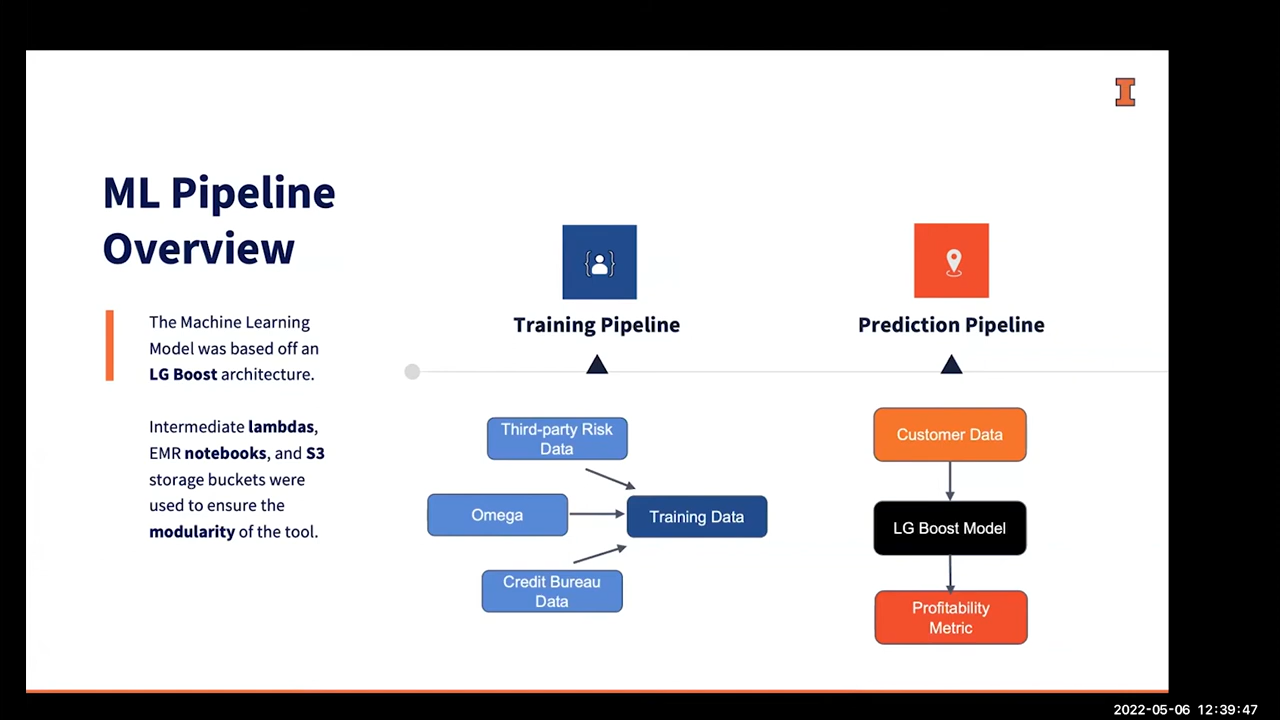 ML Pipeline
Overview
The Machine Learning
Model was based off an
LG Boost architecture.
Intermediate lambdas,
EMR notebooks, and S3
storage buckets were
used to ensure the
modularity of the tool.
Training Pipeline
Third-party Risk
Data
Omega
Training Data
Credit Bureau
Data
Prediction Pipeline
Customer Data
LG Boost Model
Profitability
Metric
2022-05-06 12:39:47